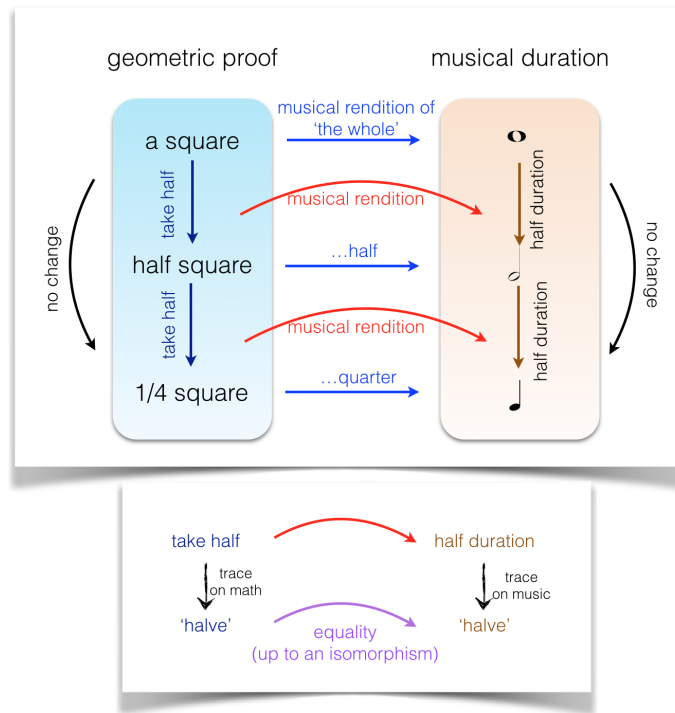 geometric proof
musical duration
musical rendition of
'the whole'
a square
take half
musical rendition
half duration
no change
no change
half square
...half
take half
musical rendition
half duration
1/4 square
...quarter
take half
half duration
trace
on math
trace
on music
'halve'
equality
(up to an isomorphism)
'halve'